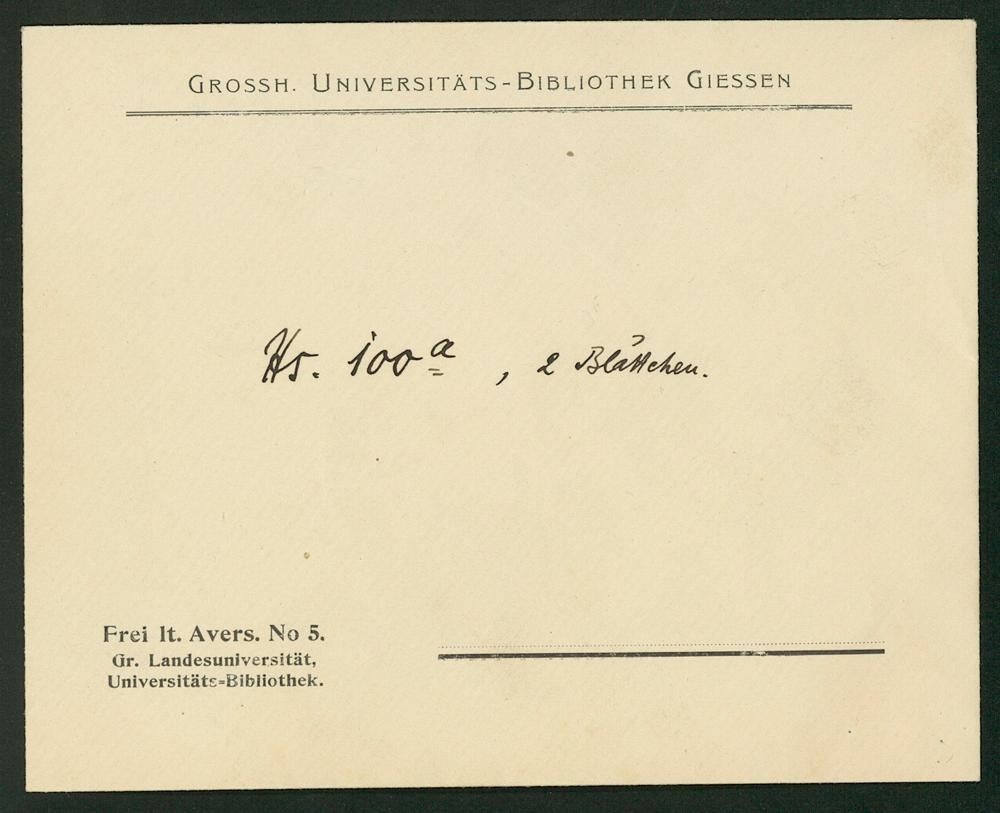 GROSSH. UNIVERSITÄTS-BIBLIOTHEK GIESSEN
Hs. 100a, 2 Blättchen.
Frei lt. Avers. No 5.
Gr. Landesuniversität,
Universitäts=Bibliothek.